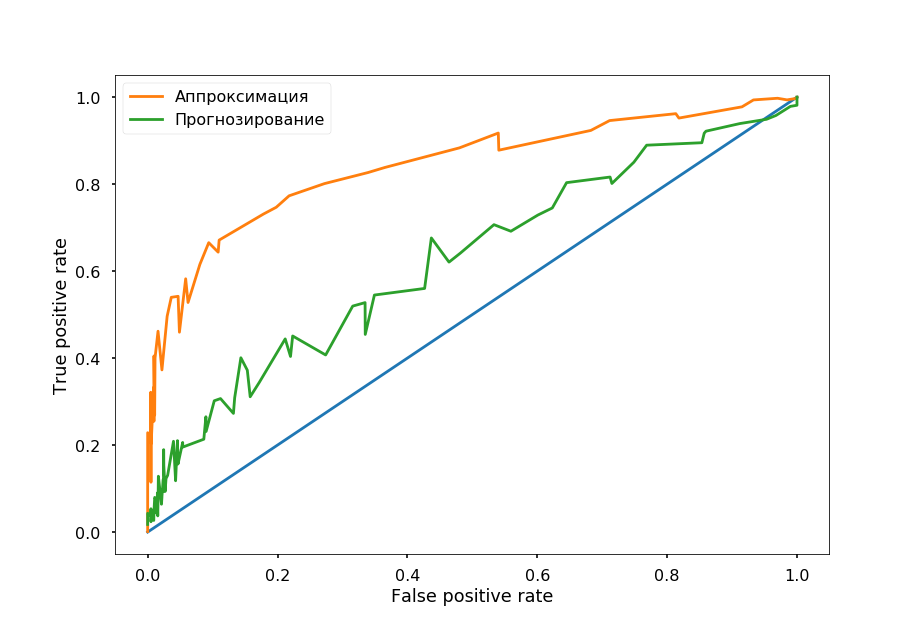 Аппроксимация
Прогнозирование
1.0
0.8
0.6
0.4
0.2
0.0
True positive rate
0.0 0.2 0.4 0.6 0.8 1.0
False positive rate